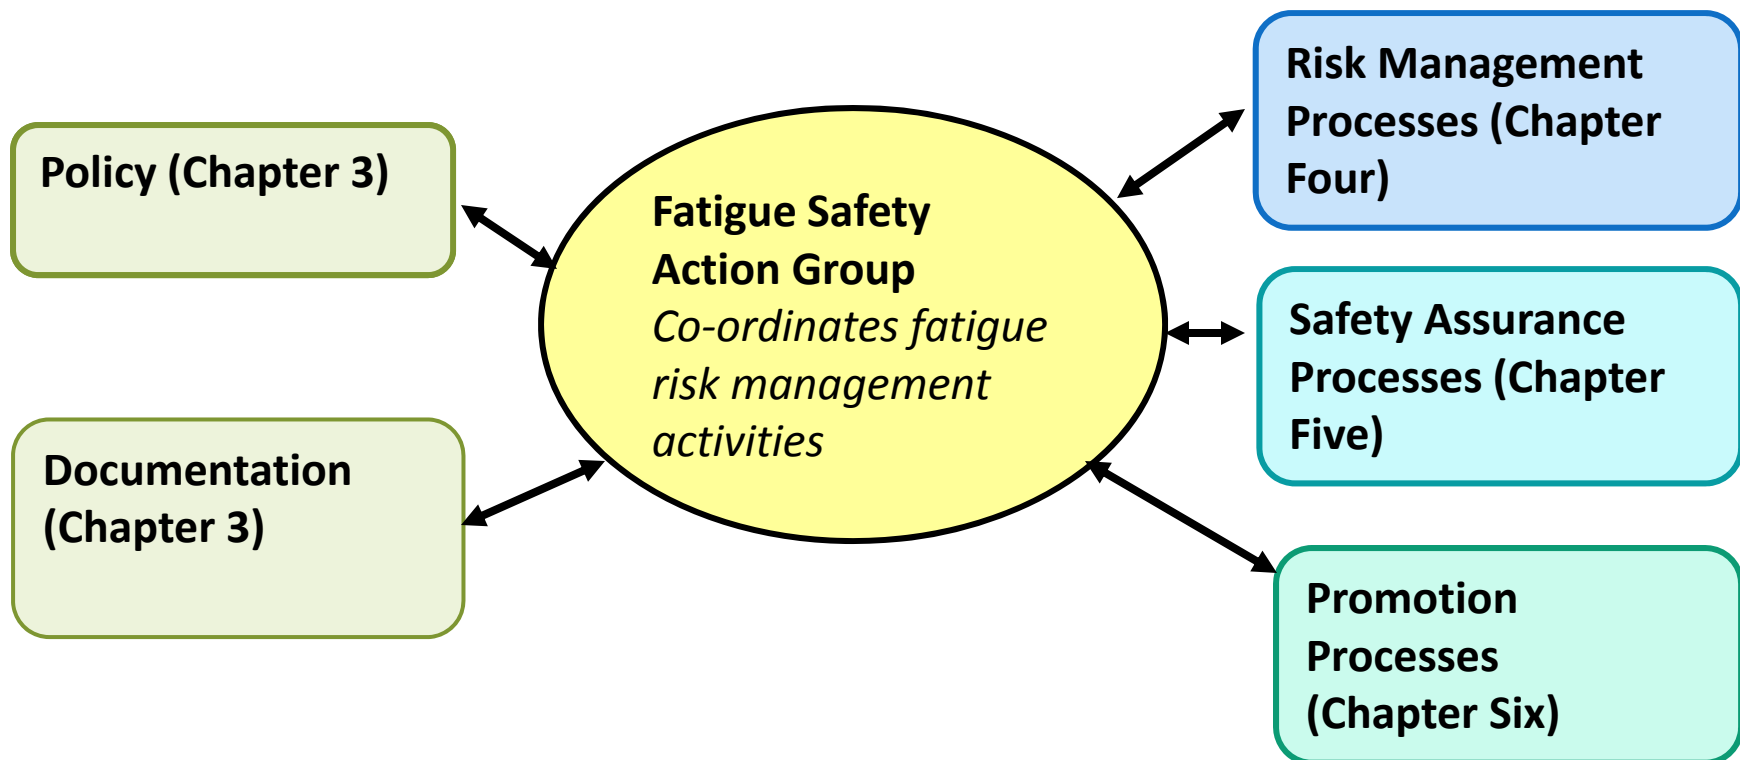 Policy (Chapter 3)
Documentation
(Chapter 3)
Fatigue Safety
Action Group
Co-ordinates fatigue
risk management
activities
Risk Management
Processes (Chapter
Four)
Safety Assurance
Processes (Chapter
Five)
Promotion
Processes
(Chapter Six)